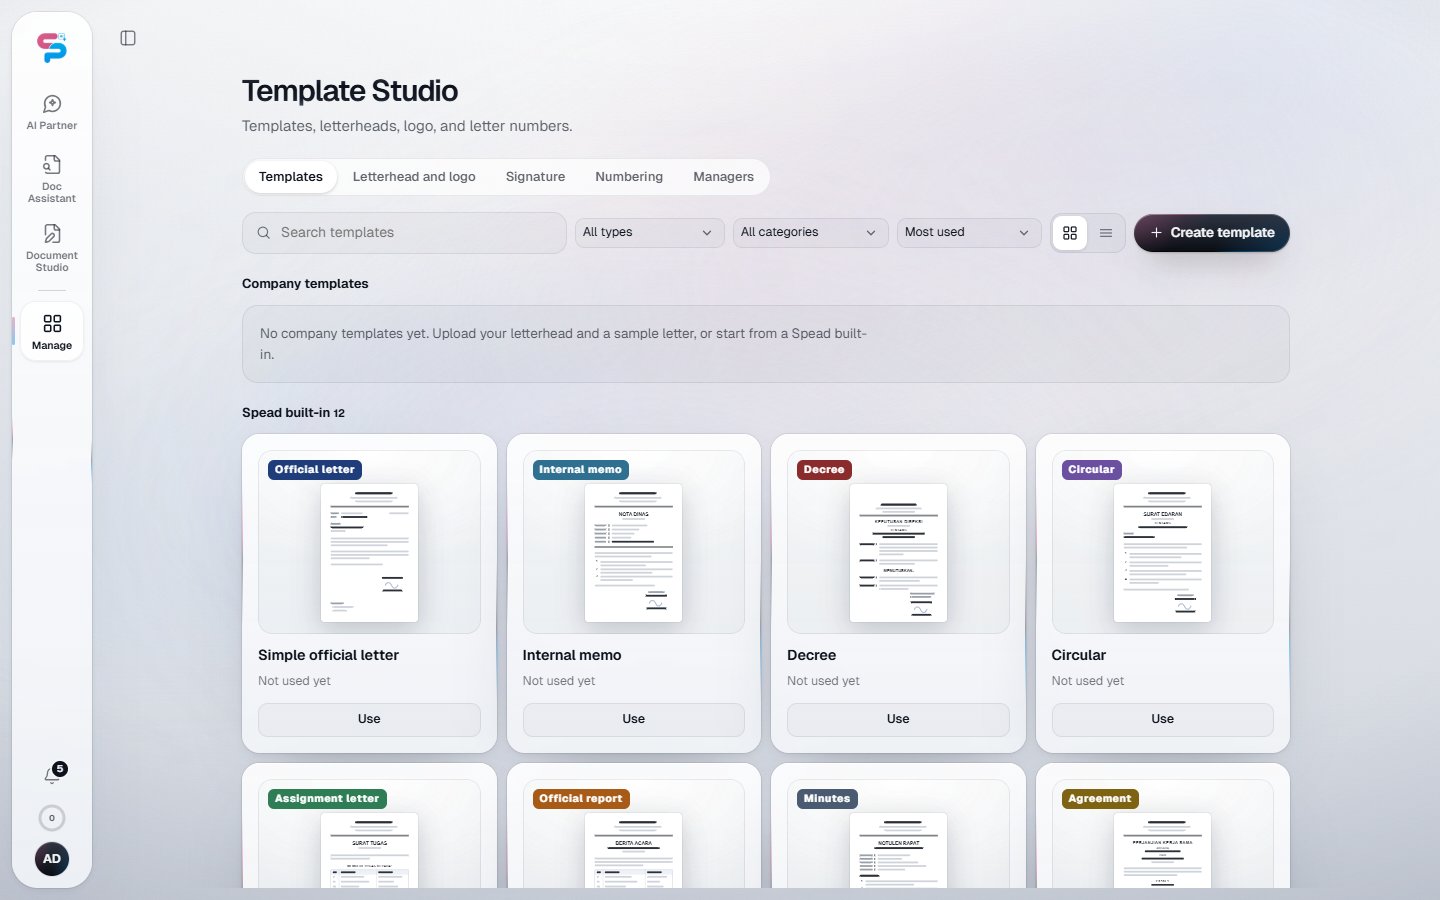 Template Studio
Templates, letterheads, logo, and letter numbers.
AI Partner
Doc
Assistant
Document
Studio
Manage
5
0
AD
Templates
Letterhead and logo
Signature
Numbering
Managers
Search templates
All types
All categories
Most used
Create template
Company templates
No company templates yet. Upload your letterhead and a sample letter, or start from a Spead built-
in.
Spead built-in 12
Official letter
Simple official letter
Not used yet
Use
Internal memo
NOTA DINAS
Internal memo
Not used yet
Use
Decree
KEPUTUSAN DIREKSI
Decree
Not used yet
Use
Circular
SURAT EDARAN
Circular
Not used yet
Use
Assignment letter
SURAT TUGAS
Official report
BERITA ACARA
Minutes
NOTULEN RAPAT
Agreement
PERJANJIAN KERJA SAMA